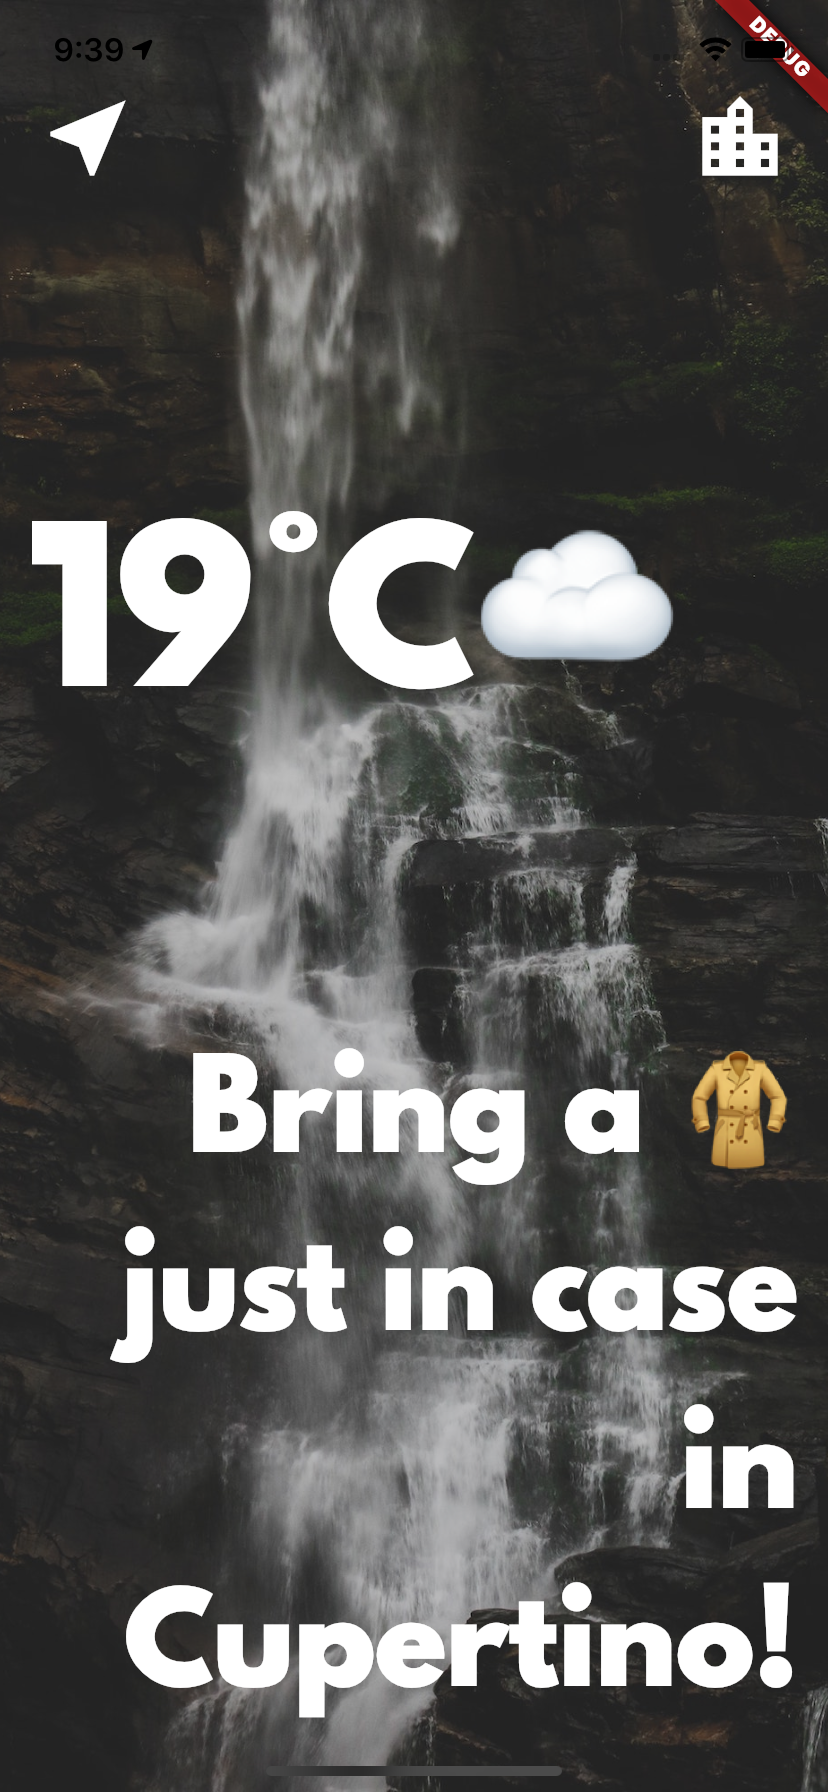 9:39
DEBUG
19°C☁️
Bring a 🧥
just in case
in
Cupertino!